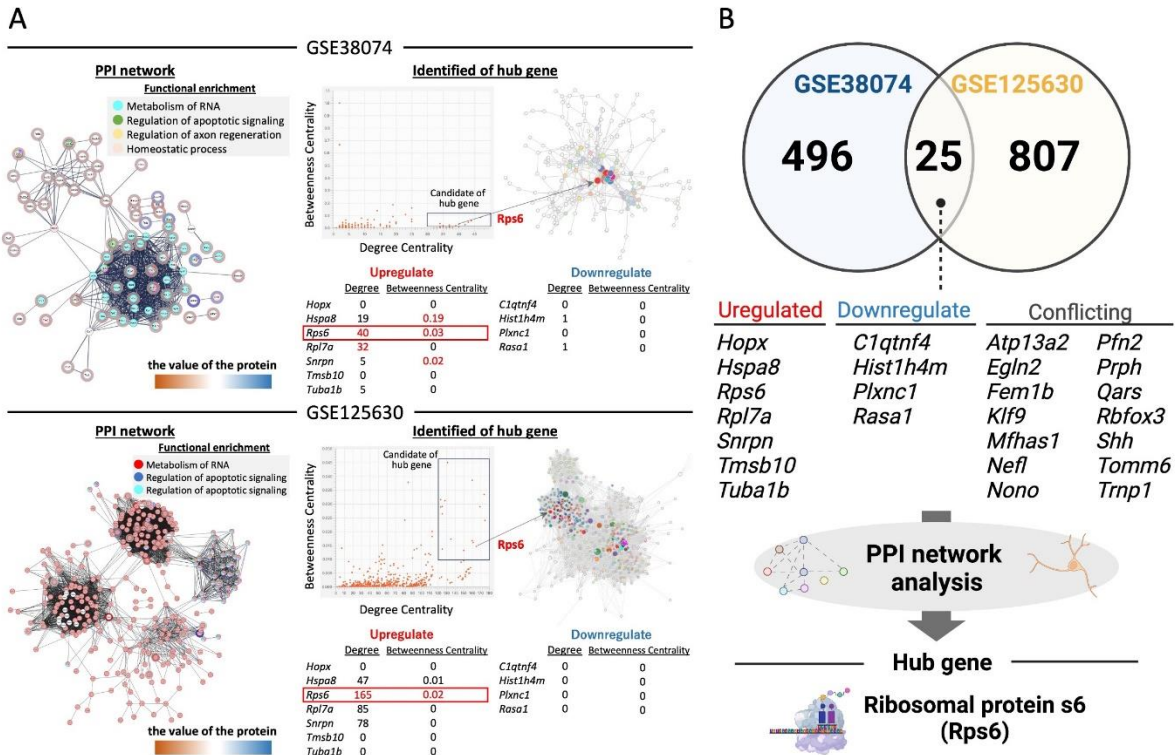 A
GSE38074
PPI network
Functional enrichment
Metabolism of RNA
Regulation of apoptotic signaling
Regulation of axon regeneration
Homeostatic process
the value of the protein
Identified of hub gene
Betweenness Centrality
Candidate of
hub gene
Rps6
Degree Centrality
Upregulate
Degree Betweenness Centrality
Hopx 0 0
Hspa8 19 0.19
Rps6 40 0.03
Rpl7a 32 0
Snrpn 5 0.02
Tmsb10 0 0
Tuba1b 5 0
Downregulate
Degree Betweenness Centrality
C1qtnf4 0 0
Hist1h4m 1 0
Plxnc1 0 0
Rasa1 1 0
GSE125630
PPI network
Functional enrichment
Metabolism of RNA
Regulation of apoptotic signaling
Regulation of apoptotic signaling
the value of the protein
Identified of hub gene
Betweenness Centrality
Candidate of
hub gene
Rps6
Degree Centrality
Upregulate
Degree Betweenness Centrality
Hopx 0 0
Hspa8 47 0.01
Rps6 165 0.02
Rpl7a 85 0
Snrpn 78 0
Tmsb10 0 0
Tuba1b 0 0
Downregulate
Degree Betweenness Centrality
C1qtnf4 0 0
Hist1h4m 0 0
Plxnc1 0 0
Rasa1 0 0
B
GSE38074 GSE125630
496 25 807
Uregulated
Hopx
Hspa8
Rps6
Rpl7a
Snrpn
Tmsb10
Tuba1b
Downregulate
C1qtnf4
Hist1h4m
Plxnc1
Rasa1
Conflicting
Atp13a2 Pfn2
Egln2 Prph
Fem1b Qars
Klf9 Rbfox3
Mfhas1 Shh
Nefl Tomm6
Nono Trnp1
PPI network
analysis
Hub gene
Ribosomal protein s6
(Rps6)